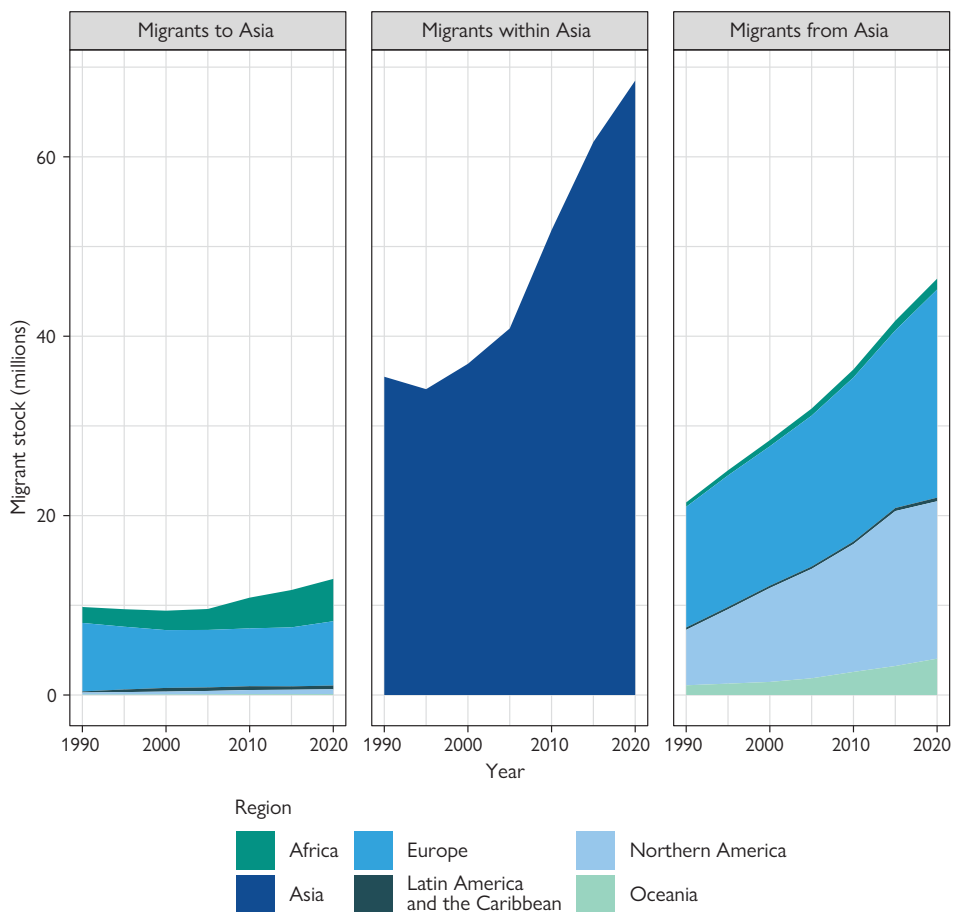 Migrants to Asia
Migrants within Asia
Migrants from Asia
Migrant stock (millions)
60
40
20
0
1990 2000 2010 2020
1990 2000 2010 2020
1990 2000 2010 2020
Year
Region
Africa
Europe
Northern America
Asia
Latin America
and the Caribbean
Oceania